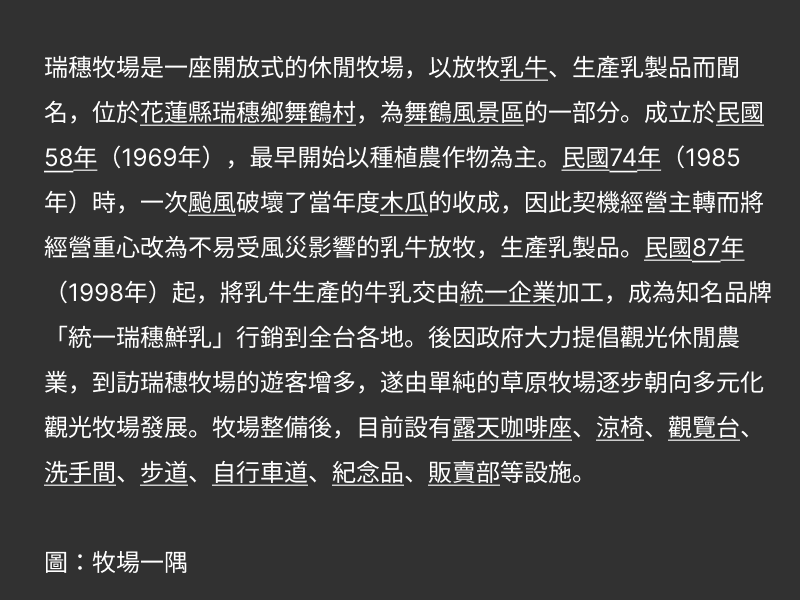 瑞穗牧場是一座開放式的休閒牧場，以放牧乳牛、生產乳製品而聞
名，位於花蓮縣瑞穗鄉舞鶴村，為舞鶴風景區的一部分。成立於民國
58年（1969年），最早開始以種植農作物為主。民國74年（1985
年）時，一次颱風破壞了當年度木瓜的收成，因此契機經營主轉而將
經營重心改為不易受風災影響的乳牛放牧，生產乳製品。民國87年
（1998年）起，將乳牛生產的牛乳交由統一企業加工，成為知名品牌
「統一瑞穗鮮乳」行銷到全台各地。後因政府大力提倡觀光休閒農
業，到訪瑞穗牧場的遊客增多，遂由單純的草原牧場逐步朝向多元化
觀光牧場發展。牧場整備後，目前設有露天咖啡座、涼椅、觀覽台、
洗手間、步道、自行車道、紀念品、販賣部等設施。
圖：牧場一隅